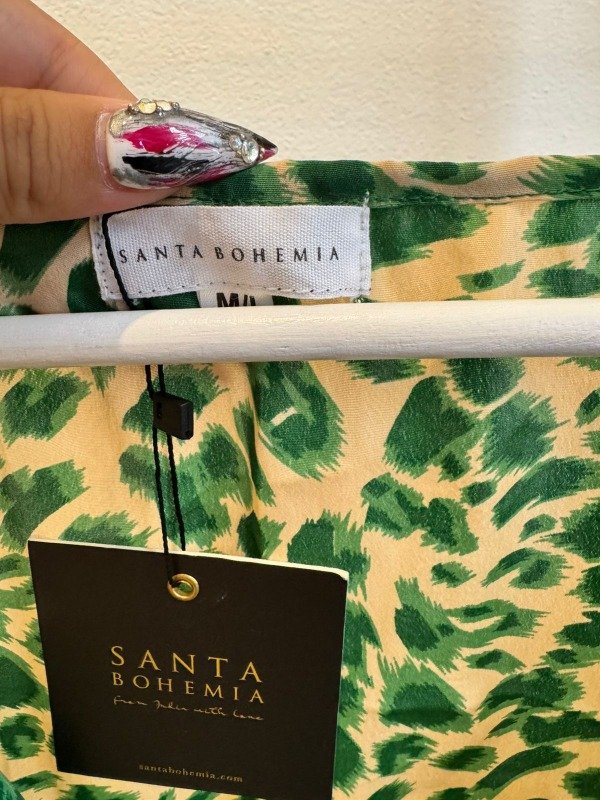 SANTA BOHEMIA
SANTA
BOHEMIA
from India with love
santabohemia.com